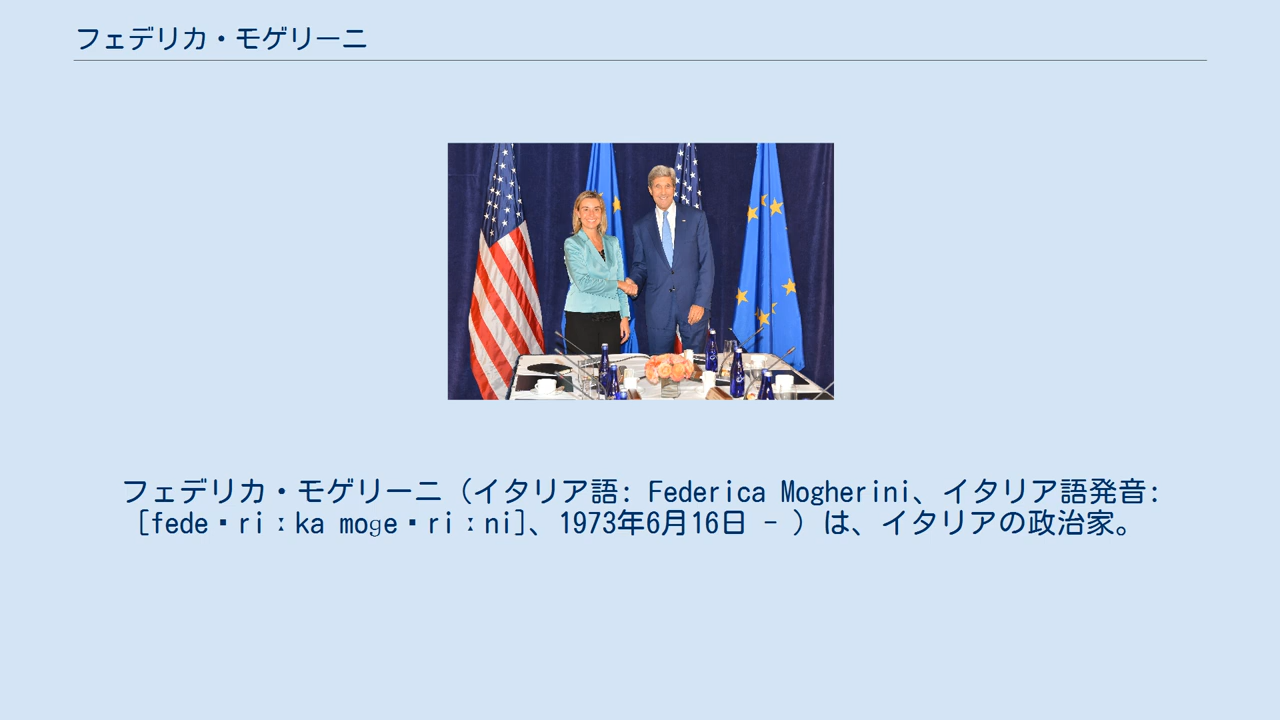 フェデリカ・モゲリーニ
フェデリカ・モゲリーニ（イタリア語: Federica Mogherini、イタリア語発音:
[fedeˈriːka moɡeˈriːni]、1973年6月16日 - ）は、イタリアの政治家。